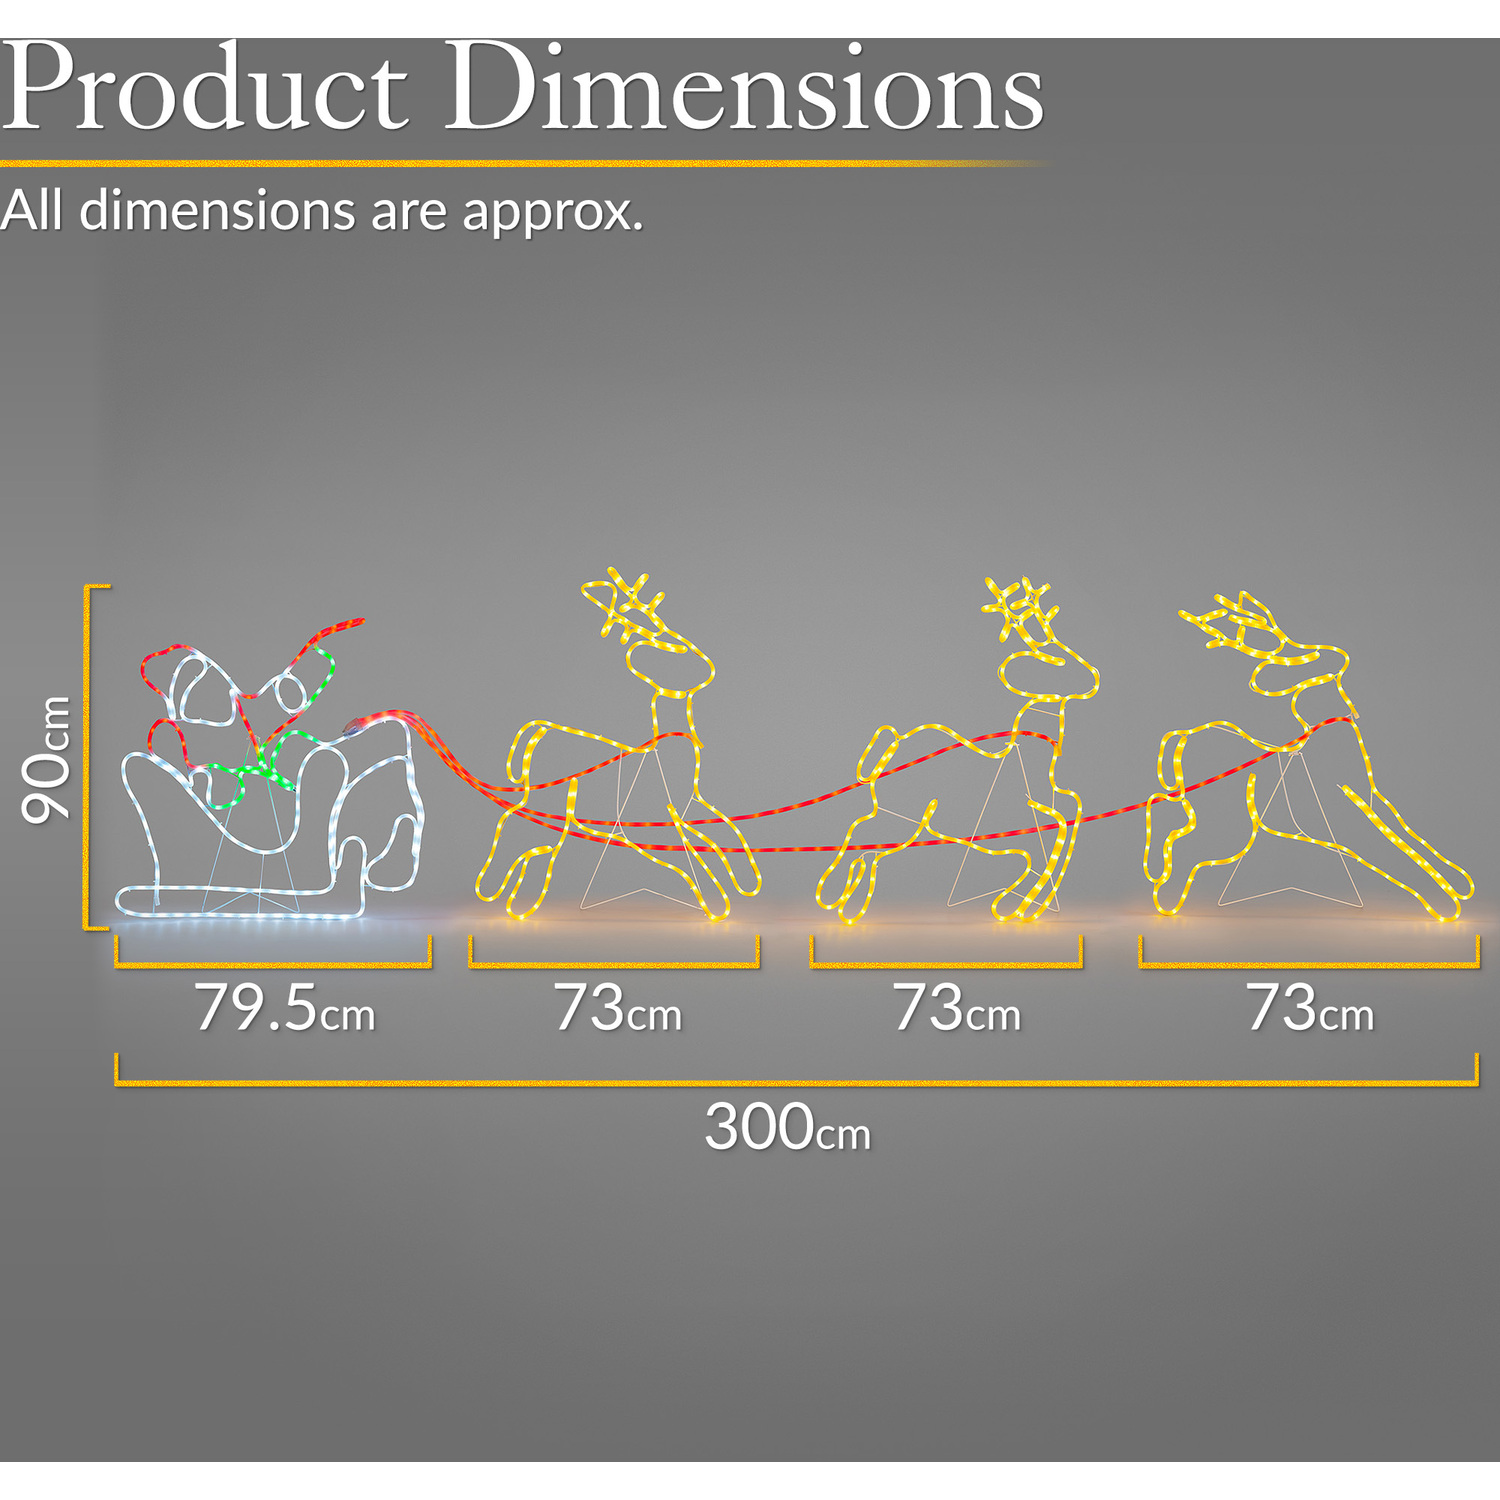 Product Dimensions
All dimensions are approx.
90cm
79.5cm 73cm 73cm 73cm
300cm